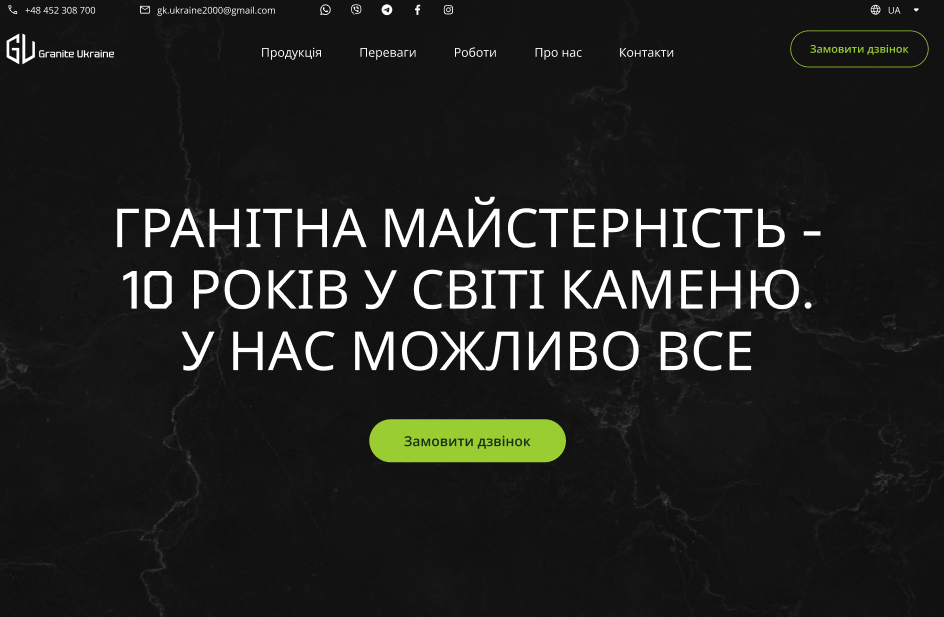 +48 452 308 700
gk.ukraine2000@gmail.com
UA
GU Granite Ukraine
Продукція
Переваги
Роботи
Про нас
Контакти
Замовити дзвінок
ГРАНІТНА МАЙСТЕРНІСТЬ -
10 РОКІВ У СВІТІ КАМЕНЮ.
У НАС МОЖЛИВО ВСЕ
Замовити дзвінок